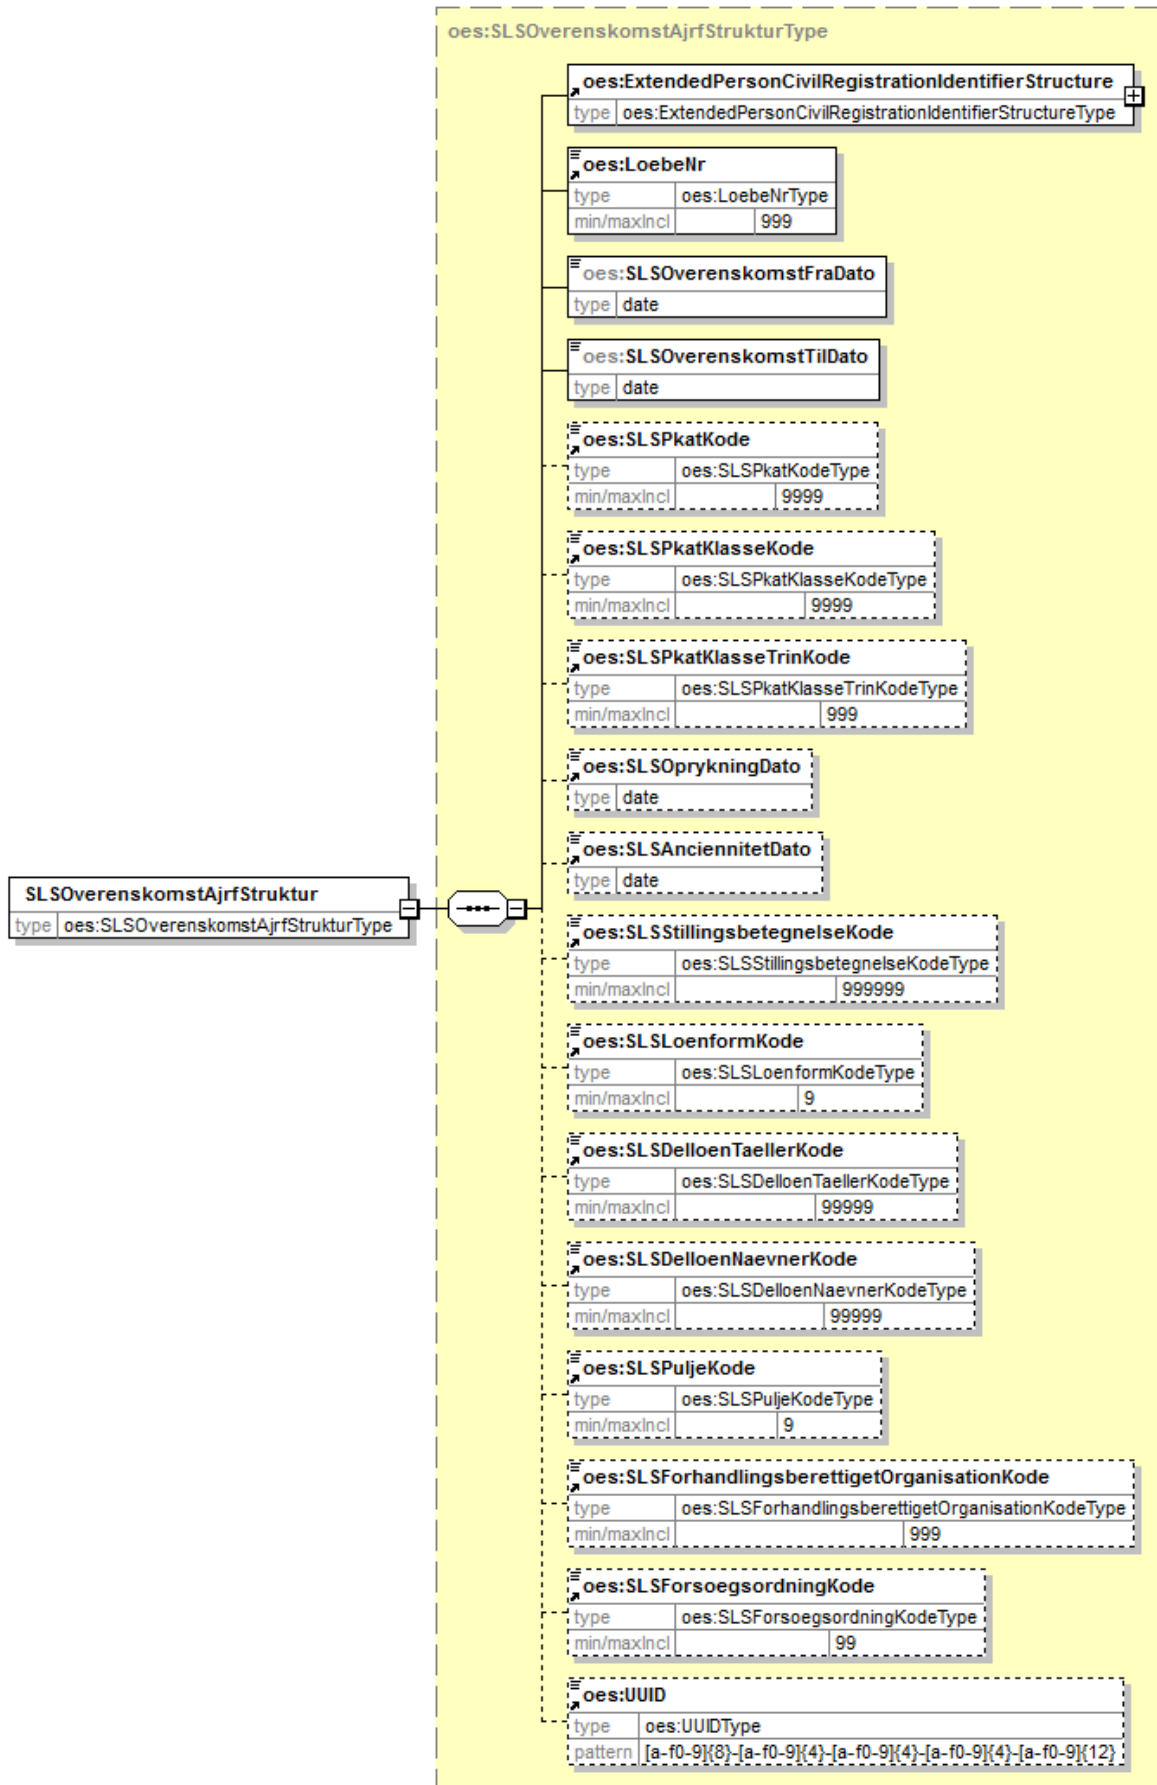 oes:SLSOverenskomstAjrfStrukturType
oes:ExtendedPersonCivilRegistrationIdentifierStructure
type oes:ExtendedPersonCivilRegistrationIdentifierStructureType
oes:LoebeNr
type oes:LoebeNrType
min/maxIncl 999
oes:SLSOverenskomstFraDato
type date
oes:SLSOverenskomstTilDato
type date
oes:SLSPkatKode
type oes:SLSPkatKodeType
min/maxIncl 9999
oes:SLSPkatKlasseKode
type oes:SLSPkatKlasseKodeType
min/maxIncl 9999
oes:SLSPkatKlasseTrinKode
type oes:SLSPkatKlasseTrinKodeType
min/maxIncl 999
oes:SLSOprykningDato
type date
oes:SLSAnciennitetDato
type date
SLSOverenskomstAjrfStruktur
type oes:SLSOverenskomstAjrfStrukturType
oes:SLSStillingsbetegnelseKode
type oes:SLSStillingsbetegnelseKodeType
min/maxIncl 999999
oes:SLSLoenformKode
type oes:SLSLoenformKodeType
min/maxIncl 9
oes:SLSDelloenTaellerKode
type oes:SLSDelloenTaellerKodeType
min/maxIncl 99999
oes:SLSDelloenNaevnerKode
type oes:SLSDelloenNaevnerKodeType
min/maxIncl 99999
oes:SLSPuljeKode
type oes:SLSPuljeKodeType
min/maxIncl 9
oes:SLSForhandlingsberettigetOrganisationKode
type oes:SLSForhandlingsberettigetOrganisationKodeType
min/maxIncl 999
oes:SLSForsoegsordningKode
type oes:SLSForsoegsordningKodeType
min/maxIncl 99
oes:UUID
type oes:UUIDType
pattern [a-f0-9]{8}-[a-f0-9]{4}-[a-f0-9]{4}-[a-f0-9]{4}-[a-f0-9]{12}